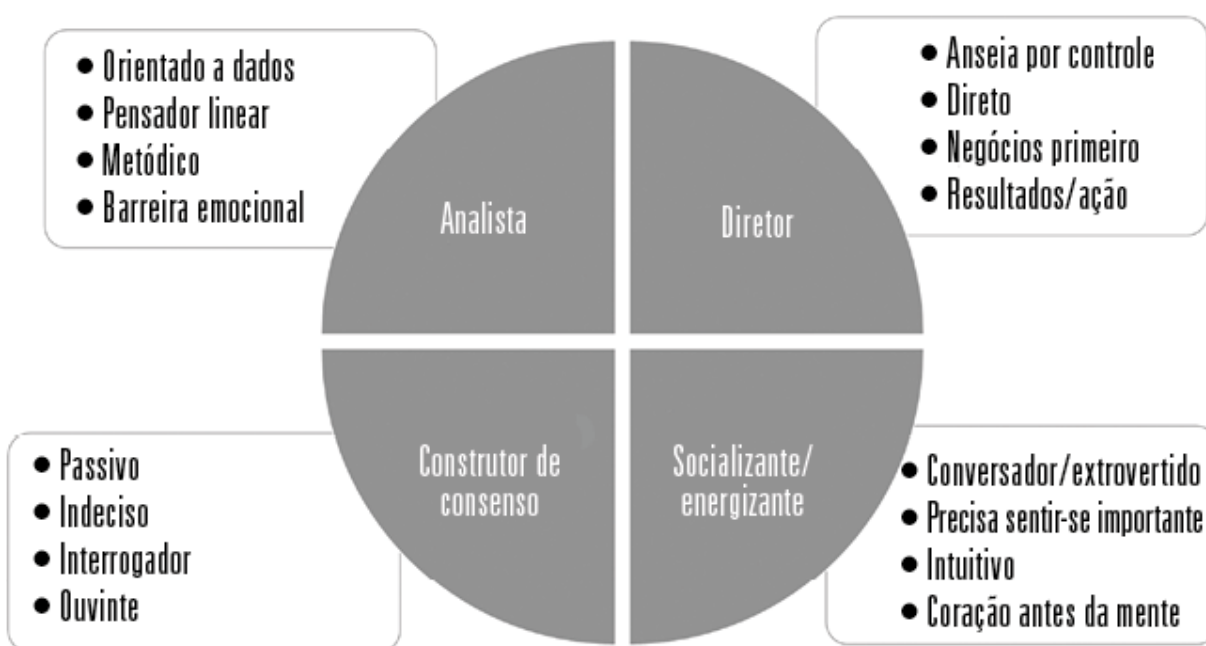 • Orientado a dados
• Pensador linear
• Metódico
• Barreira emocional
Analista
Diretor
• Anseia por controle
• Direto
• Negócios primeiro
• Resultados/ação
• Passivo
• Indeciso
• Interrogador
• Ouvinte
Construtor de
consenso
Socializante/
energizante
• Conversador/extrovertido
• Precisa sentir-se importante
• Intuitivo
• Coração antes da mente